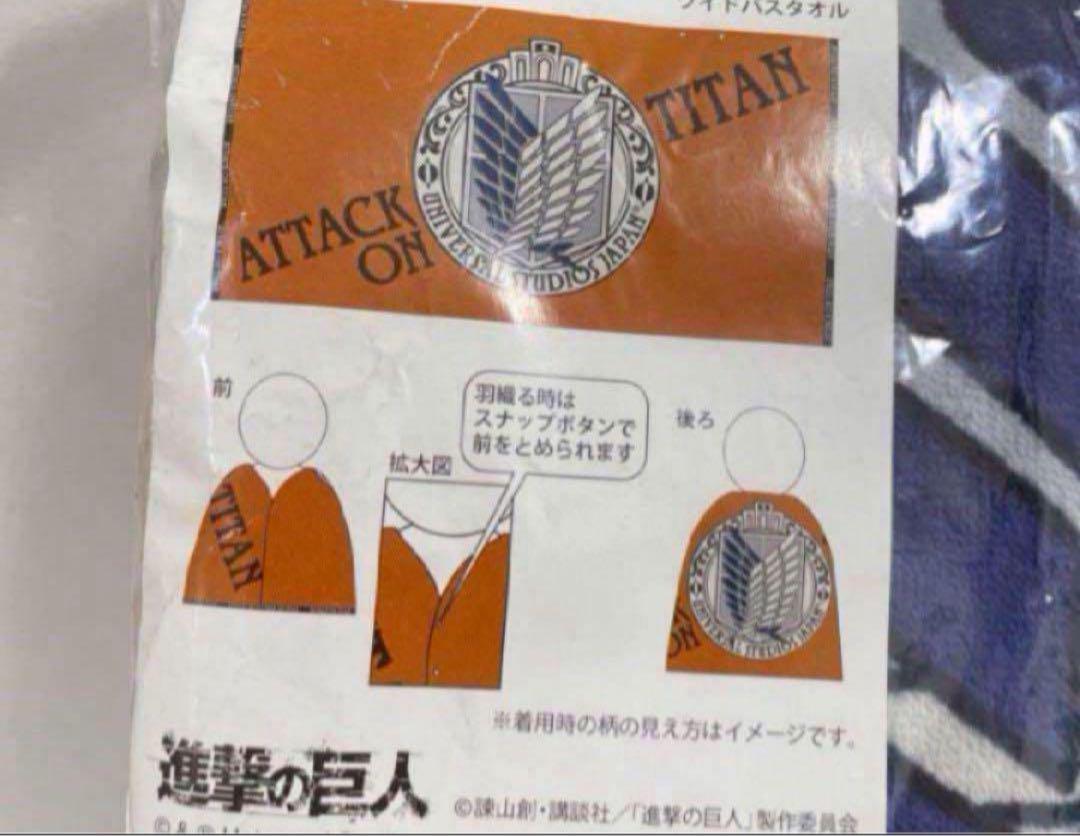 ワイドバスタオル
TITAN
ATTACK
ON
UNIVERSAL STUDIOS JAPAN
前
羽織る時は
スナップボタンで
前をとめられます
後ろ
拡大図
TITAN
ON
UNIVERSAL STUDIOS JAPAN
※着用時の柄の見え方はイメージです。
進撃の巨人
©諫山創・講談社／「進撃の巨人」製作委員会